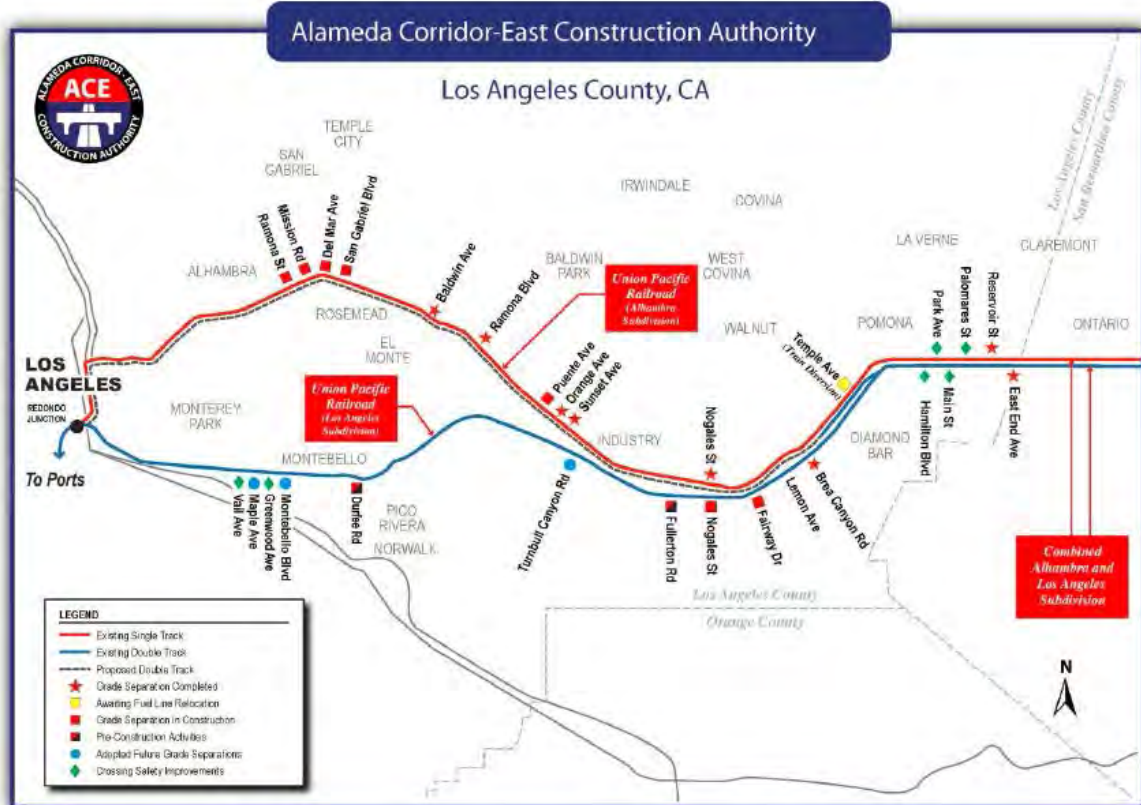 Alameda Corridor-East Construction Authority
Los Angeles County, CA
ALAMEDA CORRIDOR - EAST
ACE
CONSTRUCTION AUTHORITY
TEMPLE
CITY
SAN
GABRIEL
IRWINDALE
COVINA
Los Angeles County
San Bernardino County
LA VERNE
CLAREMONT
ALHAMBRA
Ramona St
Mission Rd
Del Mar Ave
San Gabriel Blvd
Baldwin Ave
Ramona Blvd
BALDWIN
PARK
WEST
COVINA
Union Pacific
Railroad
(Alhambra
Subdivision)
ROSEMEAD
EL
MONTE
WALNUT
POMONA
ONTARIO
Park Ave
Palomares St
Reservoir St
Temple Ave
(Train Diversion)
LOS
ANGELES
REDONDO
JUNCTION
To Ports
MONTEREY
PARK
Union Pacific
Railroad
(Los Angeles
Subdivision)
Puente Ave
Orange Ave
Sunset Ave
INDUSTRY
Nogales St
DIAMOND
BAR
Hamilton Blvd
Main St
East End Ave
MONTEBELLO
Vail Ave
Maple Ave
Greenwood Ave
Montebello Blvd
Durfee Rd
PICO
RIVERA
NORWALK
Turnbull Canyon Rd
Fullerton Rd
Nogales St
Fairway Dr
Lemon Ave
Brea Canyon Rd
Combined
Alhambra and
Los Angeles
Subdivision
Los Angeles County
Orange County
N
LEGEND
Existing Single Track
Existing Double Track
Proposed Double Track
Grade Separation Completed
Awaiting Fuel Line Relocation
Grade Separation in Construction
Pre-Construction Activities
Adopted Future Grade Separations
Crossing Safety Improvements